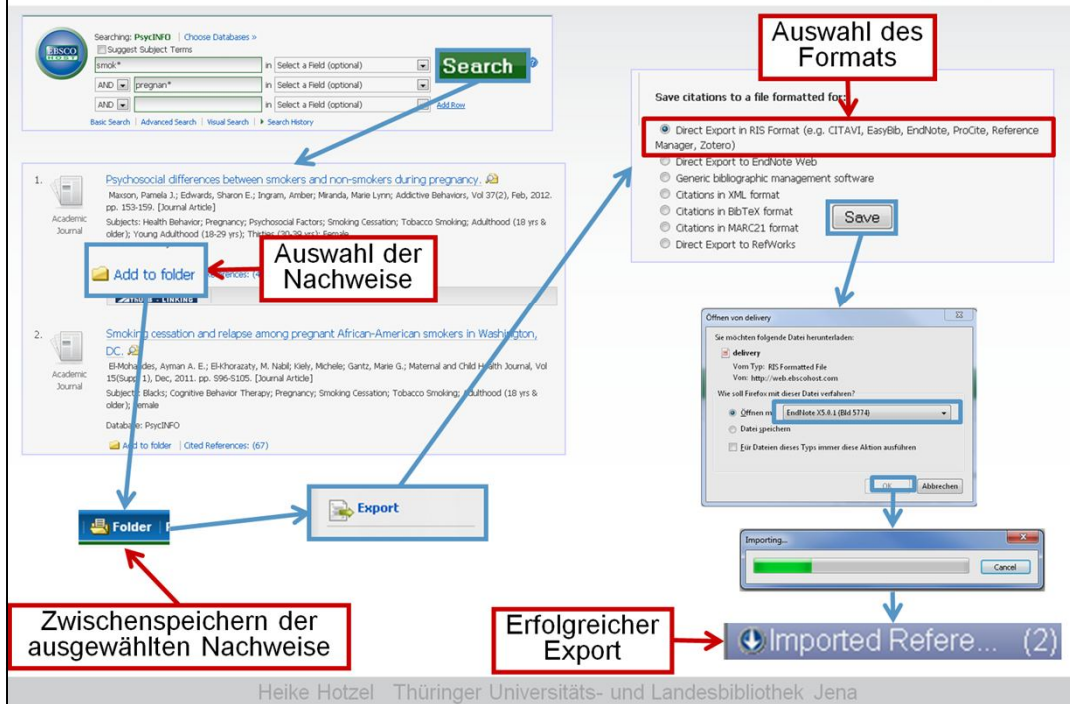 EBSCO
HOST
Searching: PsycINFO | Choose Databases »
Suggest Subject Terms
smok* in Select a Field (optional) Search
AND pregnan* in Select a Field (optional)
AND in Select a Field (optional) Add Row
Basic Search | Advanced Search | Visual Search | Search History
1. Psychosocial differences between smokers and non-smokers during pregnancy.
Maxson, Pamela J.; Edwards, Sharon E.; Ingram, Amber; Miranda, Marie Lynn; Addictive Behaviors, Vol 37(2), Feb, 2012.
pp. 153-159. [Journal Article]
Academic
Journal
Subjects: Health Behavior; Pregnancy; Psychosocial Factors; Smoking Cessation; Tobacco Smoking; Adulthood (18 yrs &
older); Young Adulthood (18-29 yrs); Thirties (30-39 yrs); Female
Add to folder
Auswahl der
Nachweise
LINKING
2. Smoking cessation and relapse among pregnant African-American smokers in Washington,
DC.
El-Mohandes, Ayman A. E.; El-Khorazaty, M. Nabil; Kiely, Michele; Gantz, Marie G.; Maternal and Child Health Journal, Vol
15(Suppl 1), Dec, 2011. pp. S96-S105. [Journal Article]
Academic
Journal
Subjects: Blacks; Cognitive Behavior Therapy; Pregnancy; Smoking Cessation; Tobacco Smoking; Adulthood (18 yrs &
older); Female
Database: PsycINFO
Add to folder | Cited References: (67)
Folder
Export
Zwischenspeichern der
ausgewählten Nachweise
Auswahl des
Formats
Save citations to a file formatted for:
Direct Export in RIS Format (e.g. CITAVI, EasyBib, EndNote, ProCite, Reference
Manager, Zotero)
Direct Export to EndNote Web
Generic bibliographic management software
Citations in XML format
Citations in BibTeX format
Citations in MARC21 format
Direct Export to RefWorks
Save
Öffnen von delivery
Sie möchten folgende Datei herunterladen:
delivery
Vom Typ: RIS Formatted File
Von: http://web.ebscohost.com
Wie soll Firefox mit dieser Datei verfahren?
Öffnen EndNote X5.0.1 (Bld 5774)
Datei speichern
Für Dateien dieses Typs immer diese Aktion ausführen
OK Abbrechen
Importing...
Cancel
Erfolgreicher
Export
Imported Refere... (2)
Heike Hotzel Thüringer Universitäts- und Landesbibliothek Jena